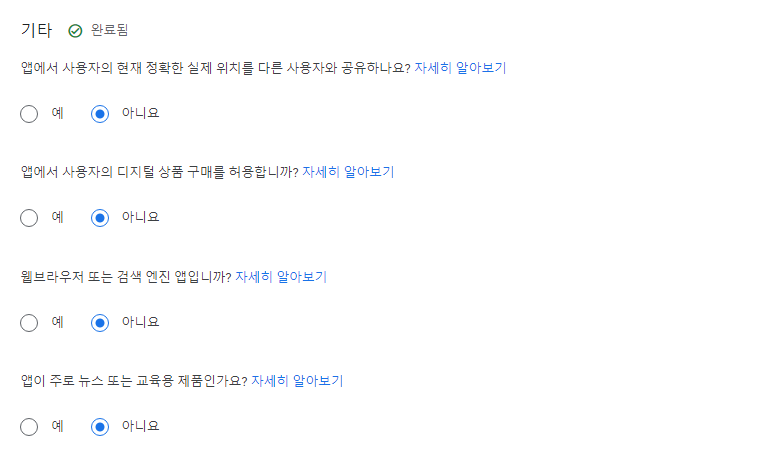 기타 완료됨
앱에서 사용자의 현재 정확한 실제 위치를 다른 사용자와 공유하나요? 자세히 알아보기
예 아니요
앱에서 사용자의 디지털 상품 구매를 허용합니까? 자세히 알아보기
예 아니요
웹브라우저 또는 검색 엔진 앱입니까? 자세히 알아보기
예 아니요
앱이 주로 뉴스 또는 교육용 제품인가요? 자세히 알아보기
예 아니요